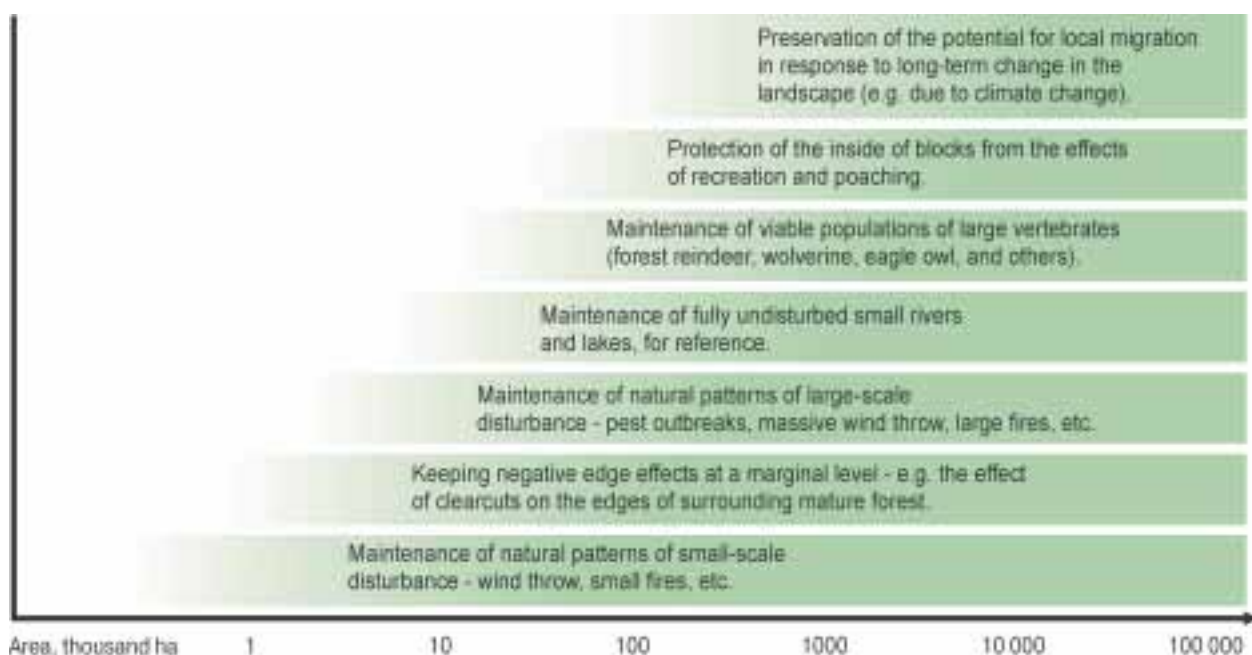 Preservation of the potential for local migration
in response to long-term change in the
landscape (e.g. due to climate change).
Protection of the inside of blocks from the effects
of recreation and poaching.
Maintenance of viable populations of large vertebrates
(forest reindeer, wolverine, eagle owl, and others).
Maintenance of fully undisturbed small rivers
and lakes, for reference.
Maintenance of natural patterns of large-scale
disturbance - pest outbreaks, massive wind throw, large fires, etc.
Keeping negative edge effects at a marginal level - e.g. the effect
of clearcuts on the edges of surrounding mature forest.
Maintenance of natural patterns of small-scale
disturbance - wind throw, small fires, etc.
Area, thousand ha 1 10 100 1000 10 000 100 000